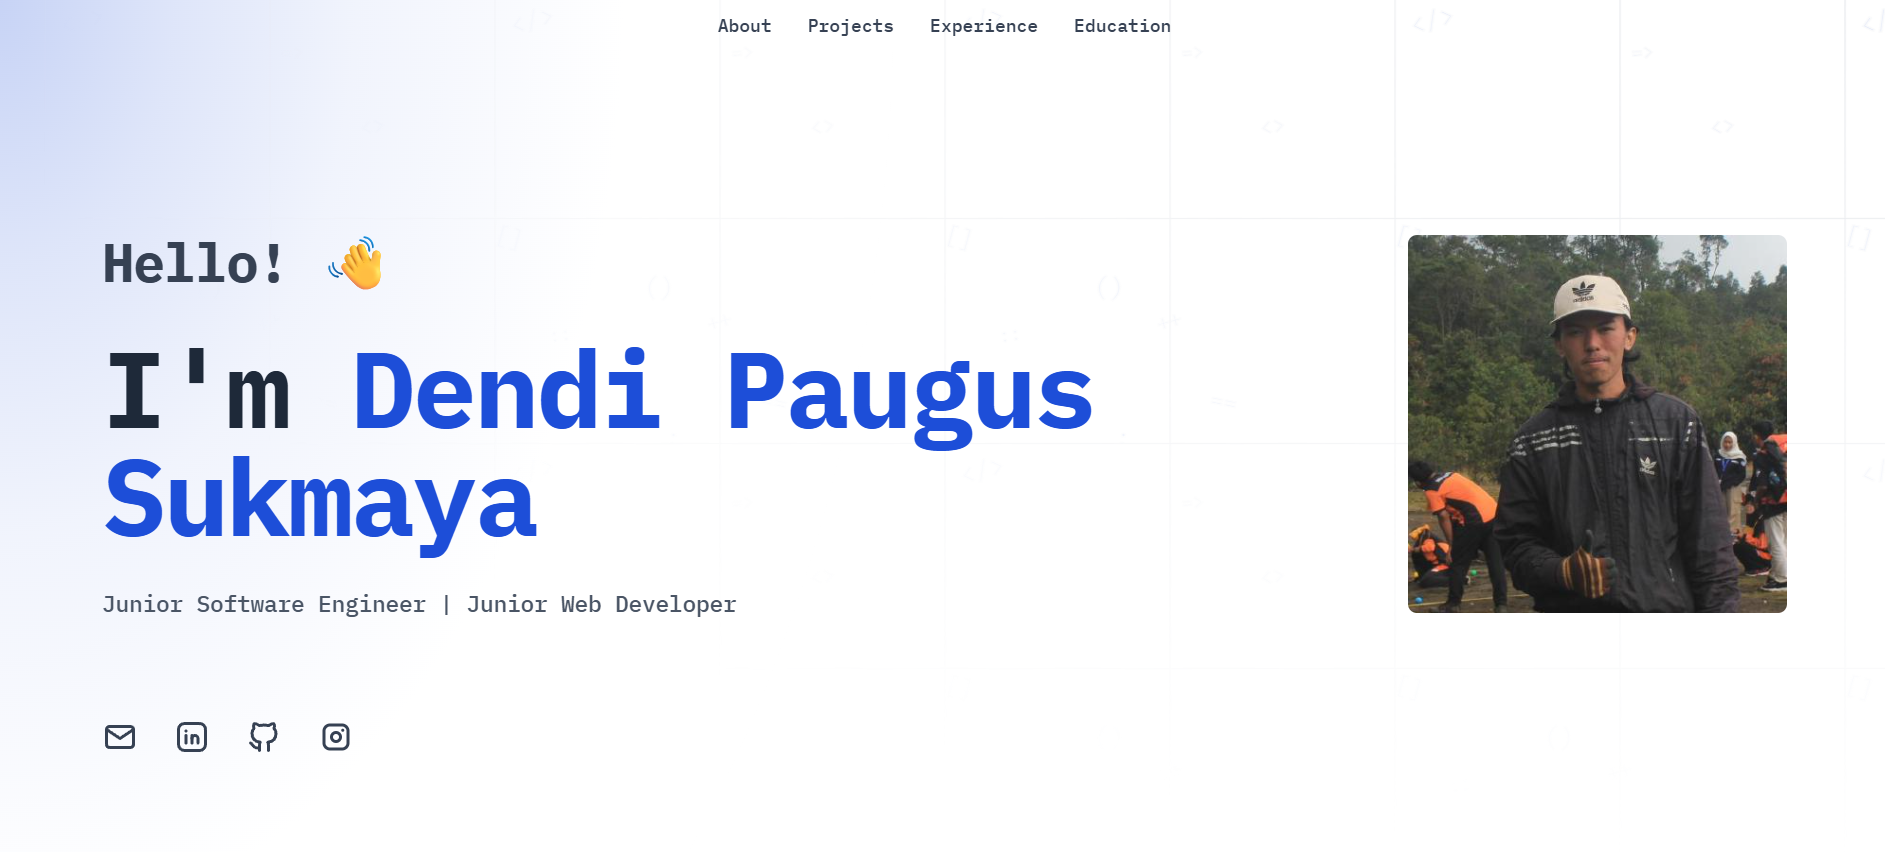 About Projects Experience Education
Hello! 👋
I'm Dendi Paugus
Sukmaya
Junior Software Engineer | Junior Web Developer